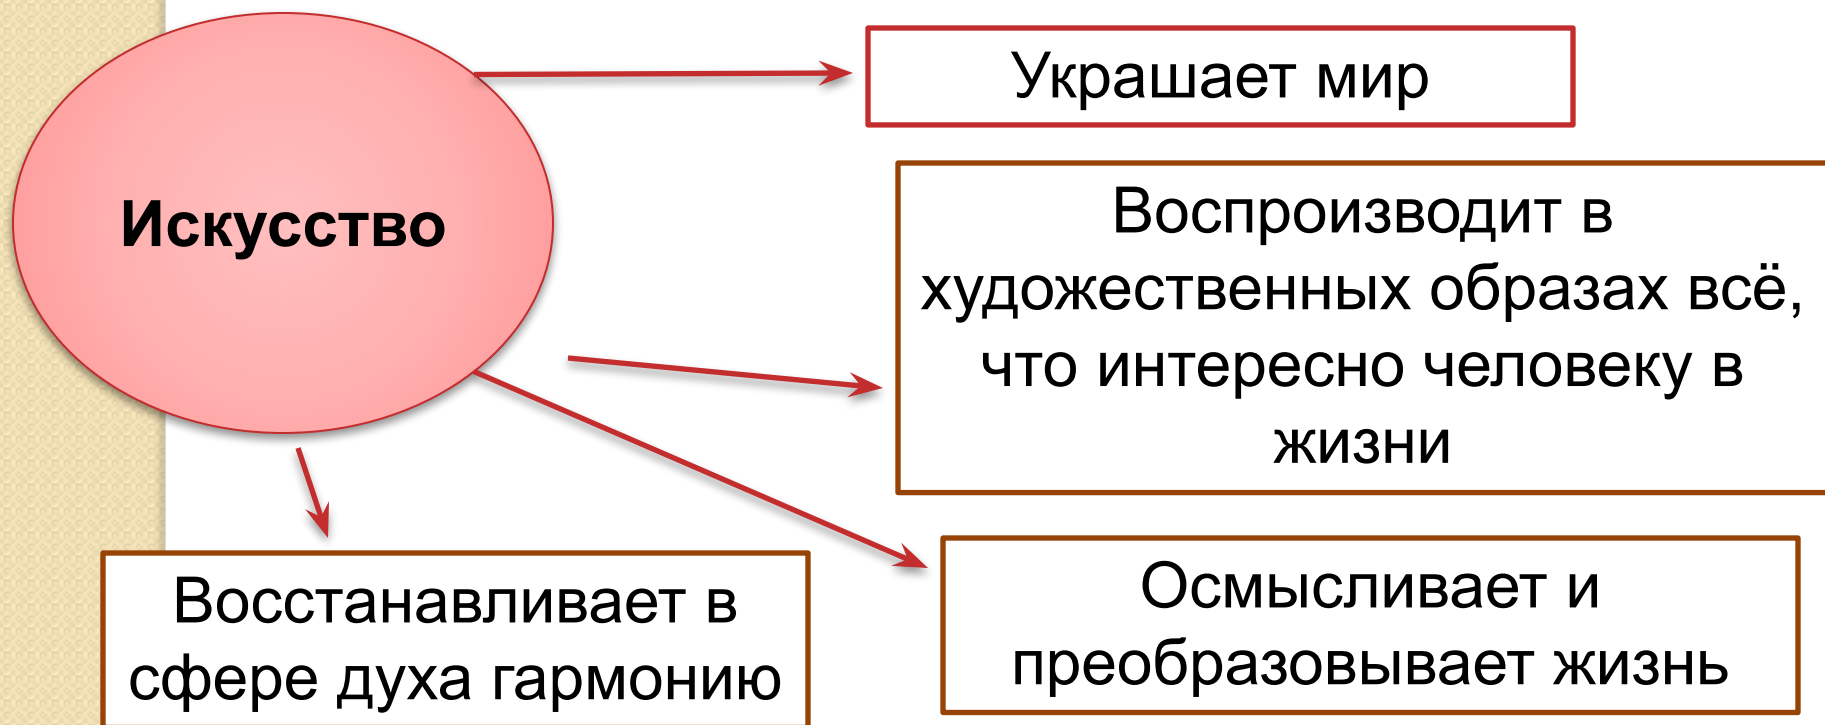 Искусство
Украшает мир
Воспроизводит в
художественных образах всё,
что интересно человеку в
жизни
Осмысливает и
преобразовывает жизнь
Восстанавливает в
сфере духа гармонию